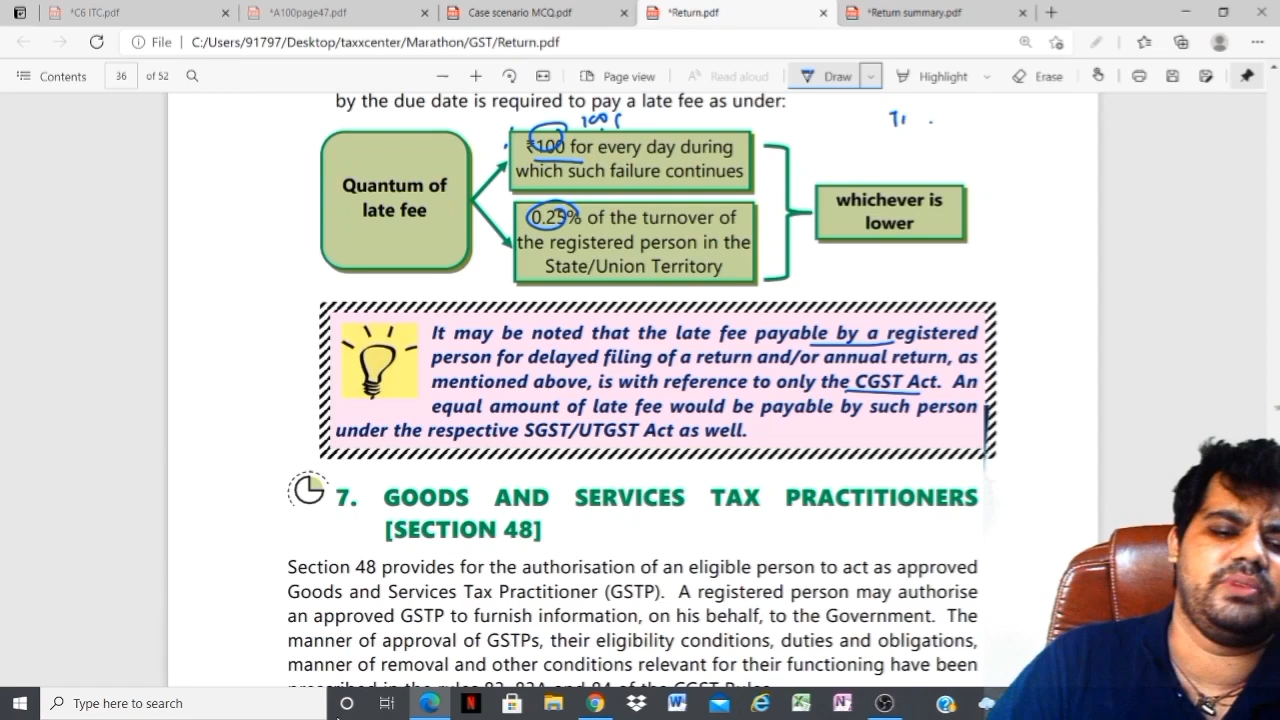 *C6 ITC.pdf
*A100page47.pdf
Case scenario MCQ.pdf
*Return.pdf
*Return summary.pdf
File
C:/Users/91797/Desktop/taxxcenter/Marathon/GST/Return.pdf
Contents
36
of 52
Page view
Read aloud
Draw
Highlight
Erase
by the due date is required to pay a late fee as under:
Quantum of
late fee
₹100 for every day during
which such failure continues
0.25% of the turnover of
the registered person in the
State/Union Territory
whichever is
lower
It may be noted that the late fee payable by a registered
person for delayed filing of a return and/or annual return, as
mentioned above, is with reference to only the CGST Act. An
equal amount of late fee would be payable by such person
under the respective SGST/UTGST Act as well.
7. GOODS AND SERVICES TAX PRACTITIONERS
[SECTION 48]
Section 48 provides for the authorisation of an eligible person to act as approved
Goods and Services Tax Practitioner (GSTP). A registered person may authorise
an approved GSTP to furnish information, on his behalf, to the Government. The
manner of approval of GSTPs, their eligibility conditions, duties and obligations,
manner of removal and other conditions relevant for their functioning have been
Type here to search